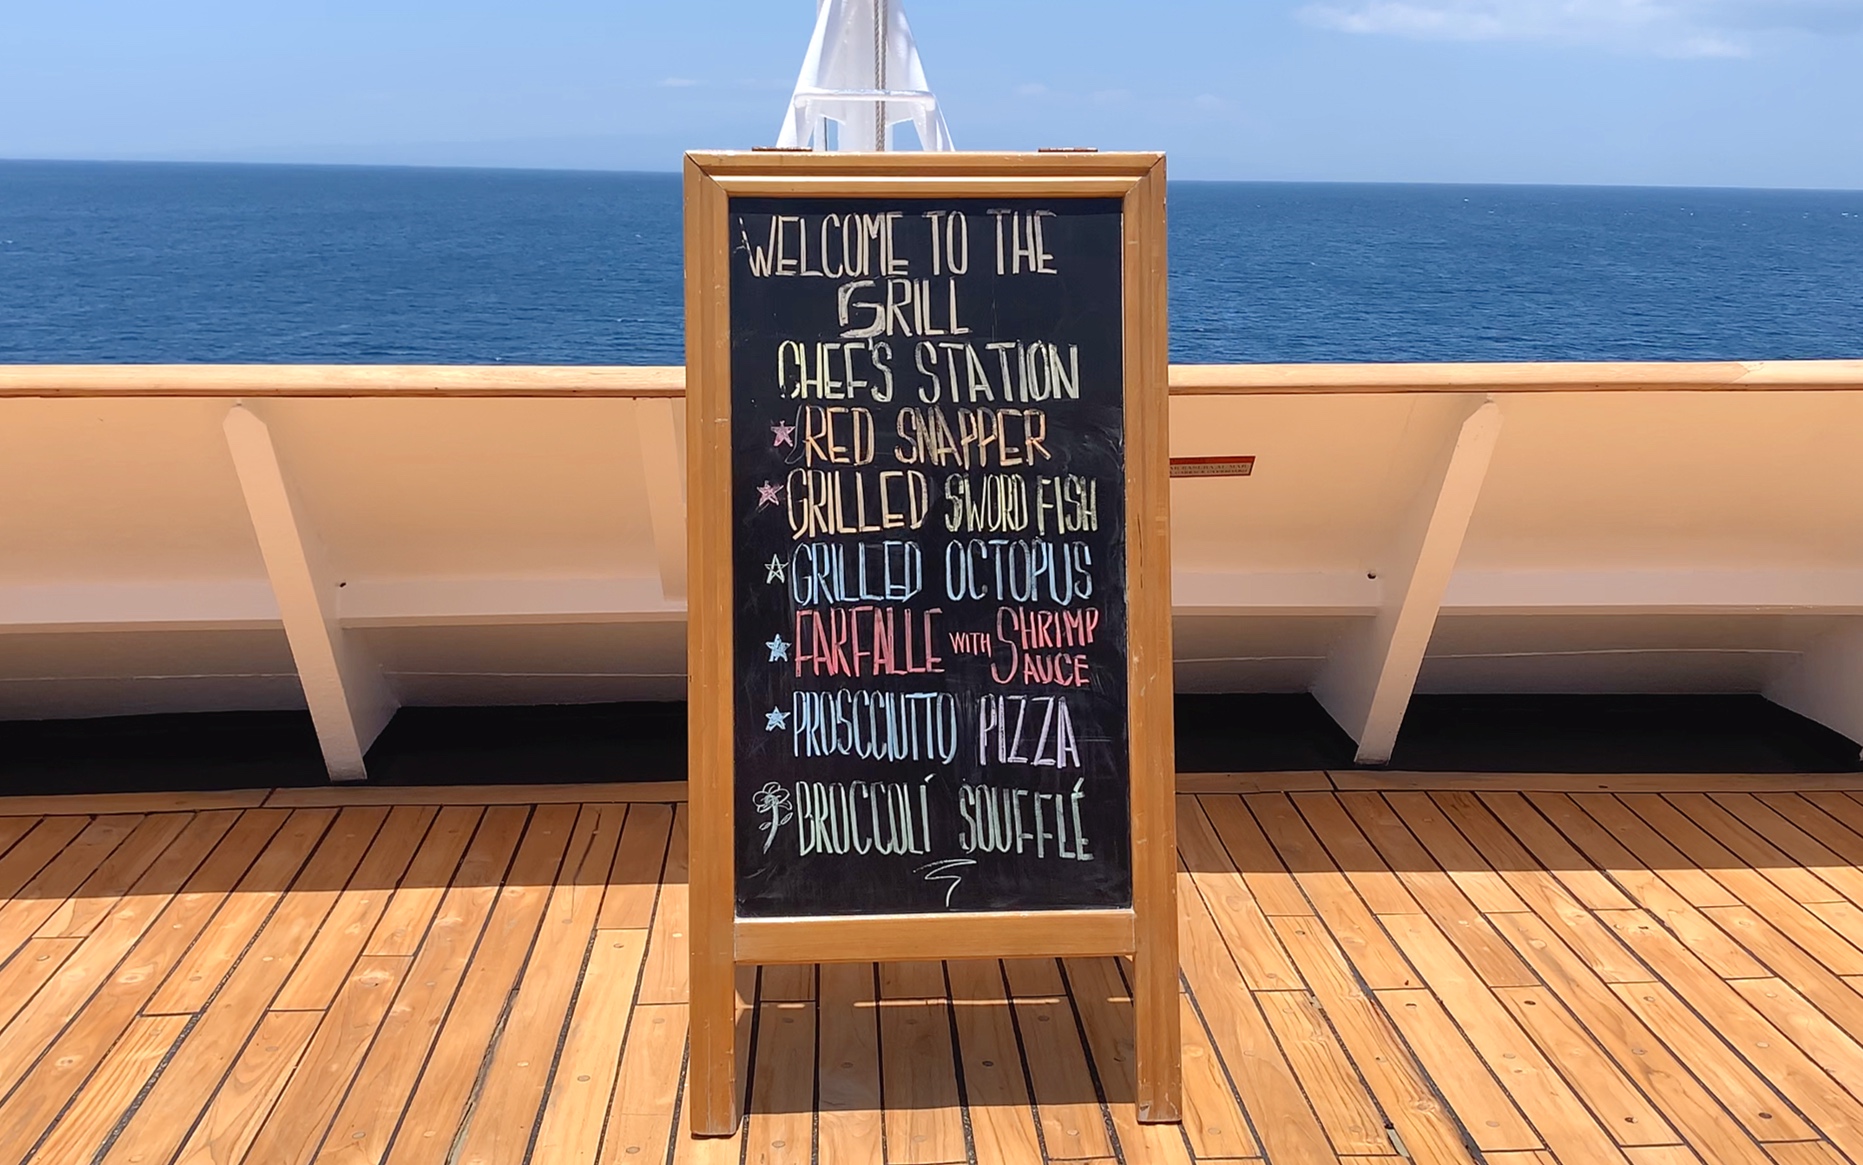 WELCOME TO THE
GRILL
CHEF'S STATION
RED SNAPPER
GRILLED SWORD FISH
GRILLED OCTOPUS
FARFALLE WITH SHRIMP
SAUCE
PROSCIUTTO PIZZA
BROCCOLÍ SOUFFLÉ